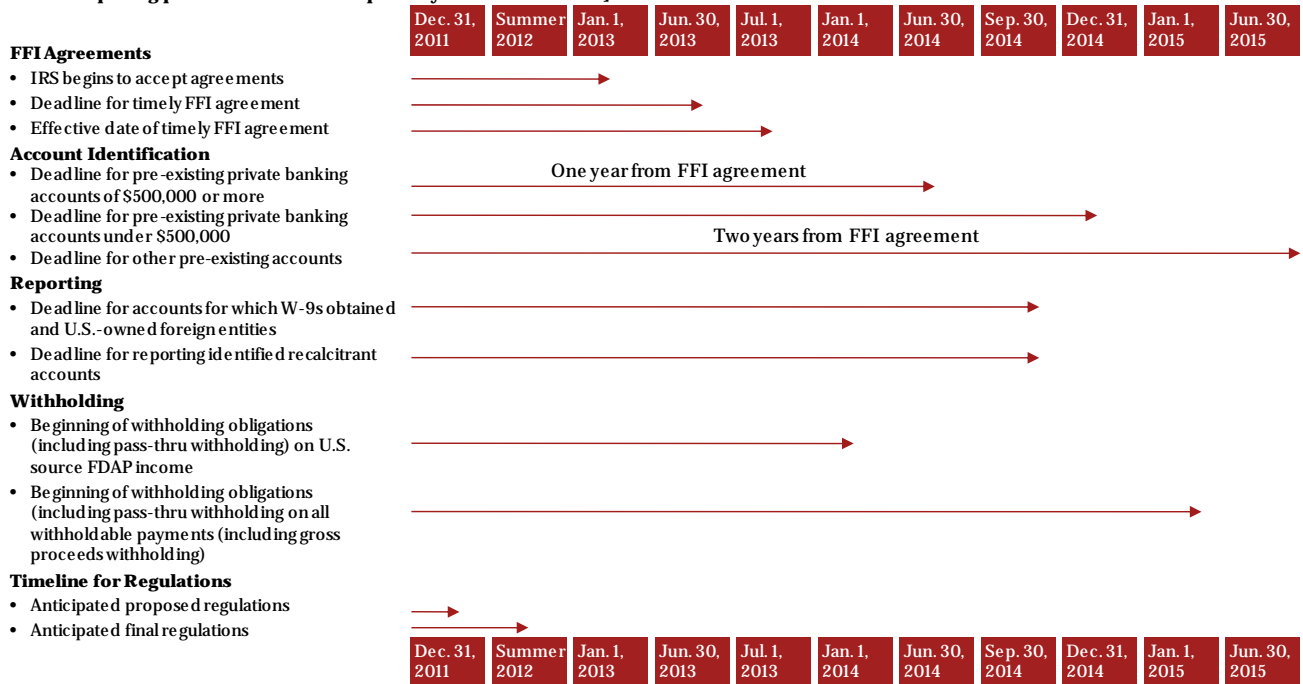 Dec. 31, Summer Jan. 1, Jun. 30, Jul. 1, Jan. 1, Jun. 30, Sep. 30, Dec. 31, Jan. 1, Jun. 30,
2011 2012 2013 2013 2013 2014 2014 2014 2014 2015 2015
FFI Agreements
• IRS begins to accept agreements
• Deadline for timely FFI agreement
• Effective date of timely FFI agreement
Account Identification
• Deadline for pre-existing private banking
accounts of $500,000 or more
One year from FFI agreement
• Deadline for pre-existing private banking
accounts under $500,000
Two years from FFI agreement
• Deadline for other pre-existing accounts
Reporting
• Deadline for accounts for which W-9s obtained
and U.S.-owned foreign entities
• Deadline for reporting identified recalcitrant
accounts
Withholding
• Beginning of withholding obligations
(including pass-thru withholding) on U.S.
source FDAP income
• Beginning of withholding obligations
(including pass-thru withholding on all
withholdable payments (including gross
proceeds withholding)
Timeline for Regulations
• Anticipated proposed regulations
• Anticipated final regulations
Dec. 31, Summer Jan. 1, Jun. 30, Jul. 1, Jan. 1, Jun. 30, Sep. 30, Dec. 31, Jan. 1, Jun. 30,
2011 2012 2013 2013 2013 2014 2014 2014 2014 2015 2015